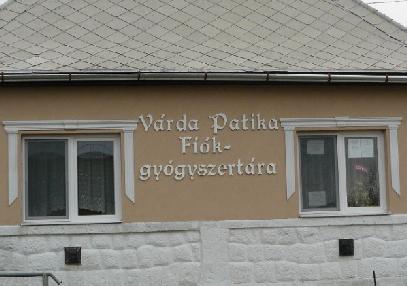 Várda Patika
Fiók-
gyógyszertára